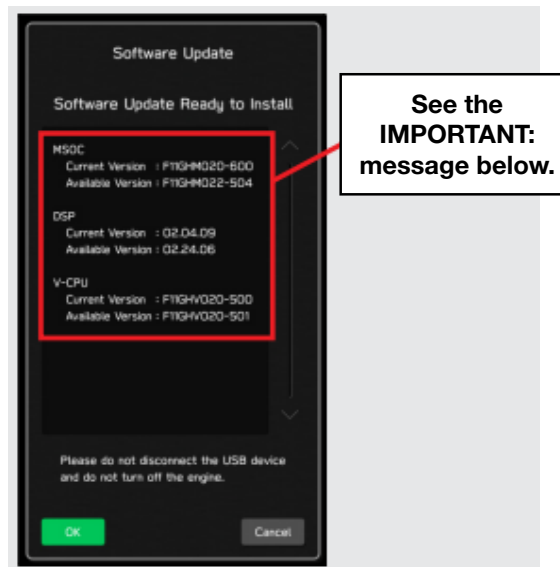 Software Update
Software Update Ready to Install
MSOC
Current Version : F11GHM020-600
Available Version : F11GHM022-504
DSP
Current Version : 02.04.09
Available Version : 02.24.06
V-CPU
Current Version : F11GHV020-500
Available Version : F11GHV020-501
Please do not disconnect the USB device
and do not turn off the engine.
OK
Cancel
See the
IMPORTANT:
message below.